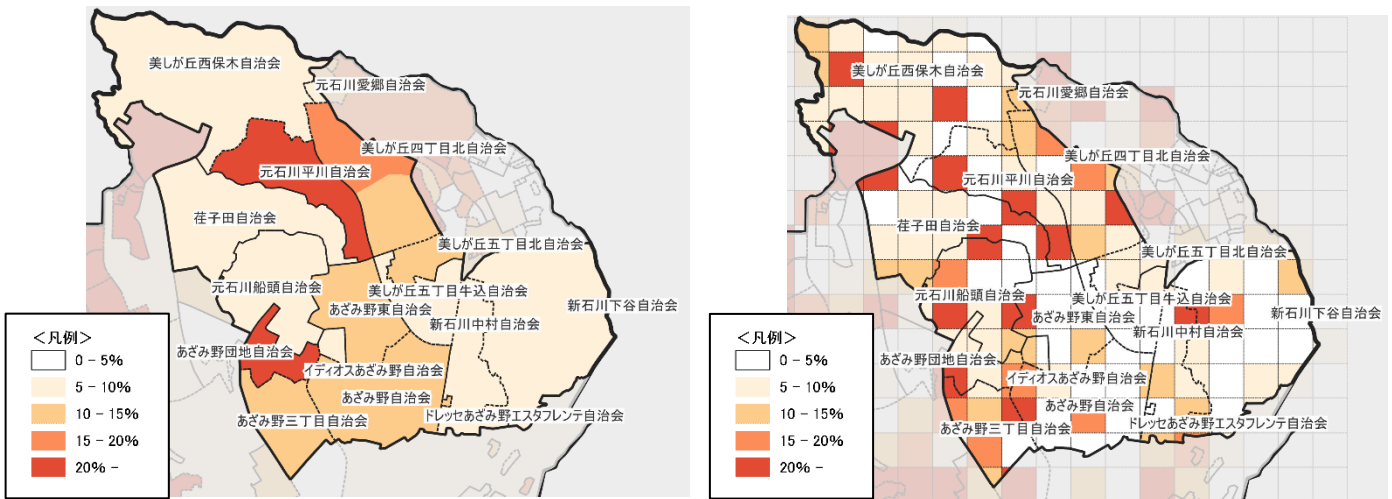 美しが丘西保木自治会
元石川愛郷自治会
美しが丘四丁目北自治会
元石川平川自治会
荏子田自治会
美しが丘五丁目北自治会
元石川船頭自治会
美しが丘五丁目牛込自治会
新石川下谷自治会
あざみ野東自治会
新石川中村自治会
あざみ野団地自治会
イディオスあざみ野自治会
あざみ野自治会
ドレッセあざみ野エスタフレンテ自治会
あざみ野三丁目自治会
＜凡例＞
0 - 5%
5 - 10%
10 - 15%
15 - 20%
20% -
美しが丘西保木自治会
元石川愛郷自治会
美しが丘四丁目北自治会
元石川平川自治会
荏子田自治会
美しが丘五丁目北自治会
元石川船頭自治会
美しが丘五丁目牛込自治会
新石川下谷自治会
あざみ野東自治会
新石川中村自治会
あざみ野団地自治会
イディオスあざみ野自治会
あざみ野自治会
ドレッセあざみ野エスタフレンテ自治会
あざみ野三丁目自治会
＜凡例＞
0 - 5%
5 - 10%
10 - 15%
15 - 20%
20% -